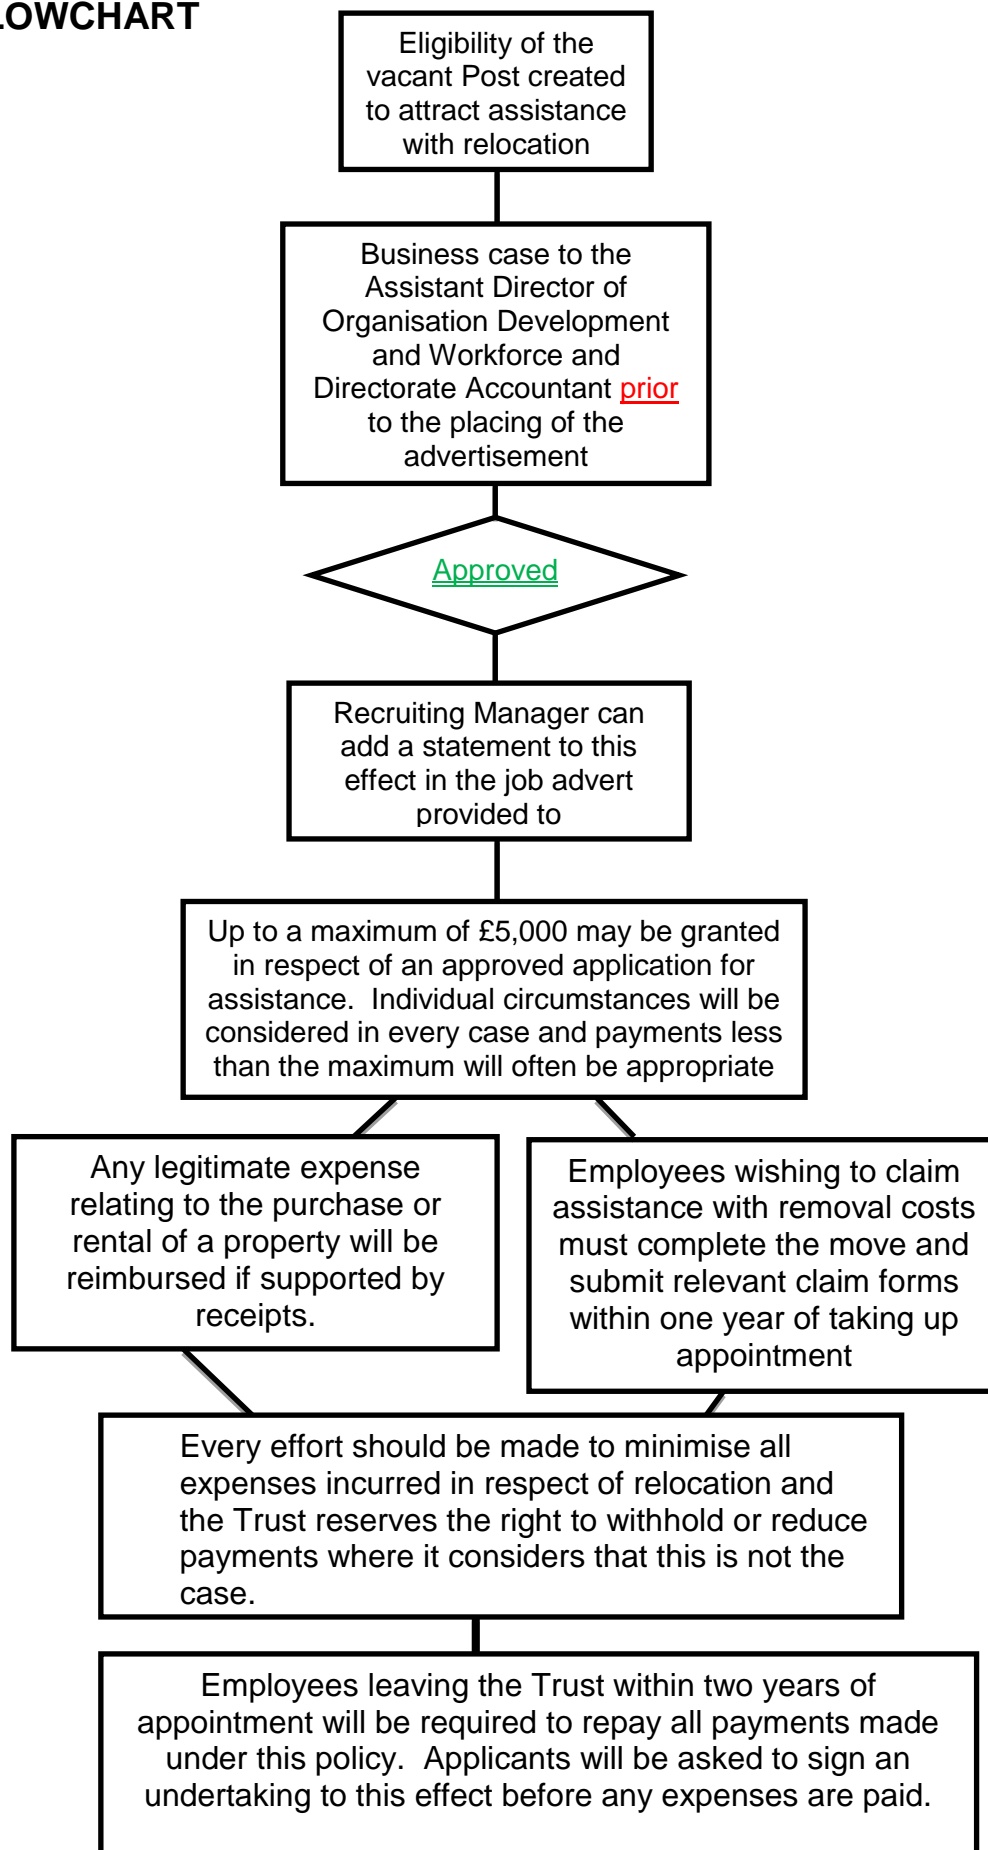 LOWCHART
Eligibility of the
vacant Post created
to attract assistance
with relocation
Business case to the
Assistant Director of
Organisation Development
and Workforce and
Directorate Accountant prior
to the placing of the
advertisement
Approved
Recruiting Manager can
add a statement to this
effect in the job advert
provided to
Up to a maximum of £5,000 may be granted
in respect of an approved application for
assistance.  Individual circumstances will be
considered in every case and payments less
than the maximum will often be appropriate
Any legitimate expense
relating to the purchase or
rental of a property will be
reimbursed if supported by
receipts.
Employees wishing to claim
assistance with removal costs
must complete the move and
submit relevant claim forms
within one year of taking up
appointment
Every effort should be made to minimise all
expenses incurred in respect of relocation and
the Trust reserves the right to withhold or reduce
payments where it considers that this is not the
case.
Employees leaving the Trust within two years of
appointment will be required to repay all payments made
under this policy.  Applicants will be asked to sign an
undertaking to this effect before any expenses are paid.